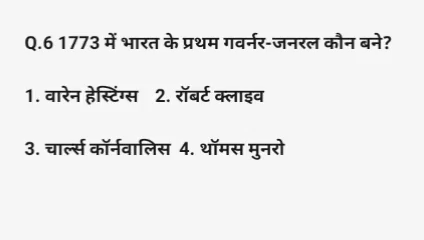 Q.6 1773 में भारत के प्रथम गवर्नर-जनरल कौन बने?
1. वारेन हेस्टिंग्स 2. रॉबर्ट क्लाइव
3. चार्ल्स कॉर्नवालिस 4. थॉमस मुनरो